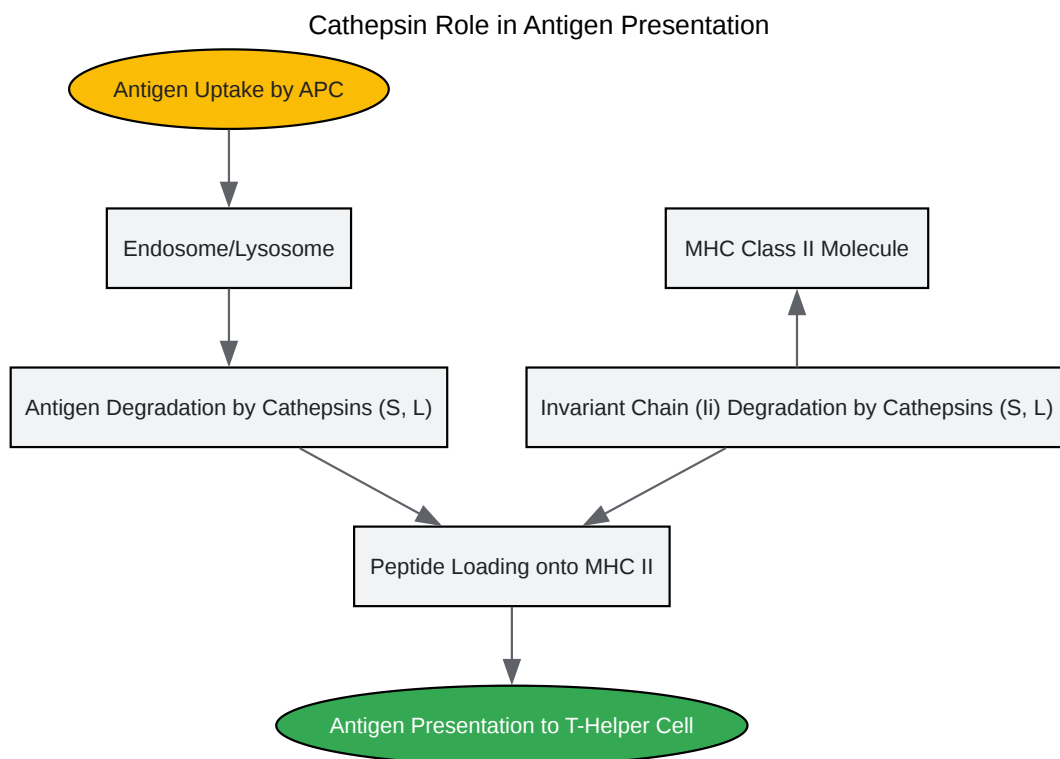 Cathepsin Role in Antigen Presentation
Antigen Uptake by APC
Endosome/Lysosome
MHC Class II Molecule
Antigen Degradation by Cathepsins (S, L)
Invariant Chain (Ii) Degradation by Cathepsins (S, L)
Peptide Loading onto MHC II
Antigen Presentation to T-Helper Cell